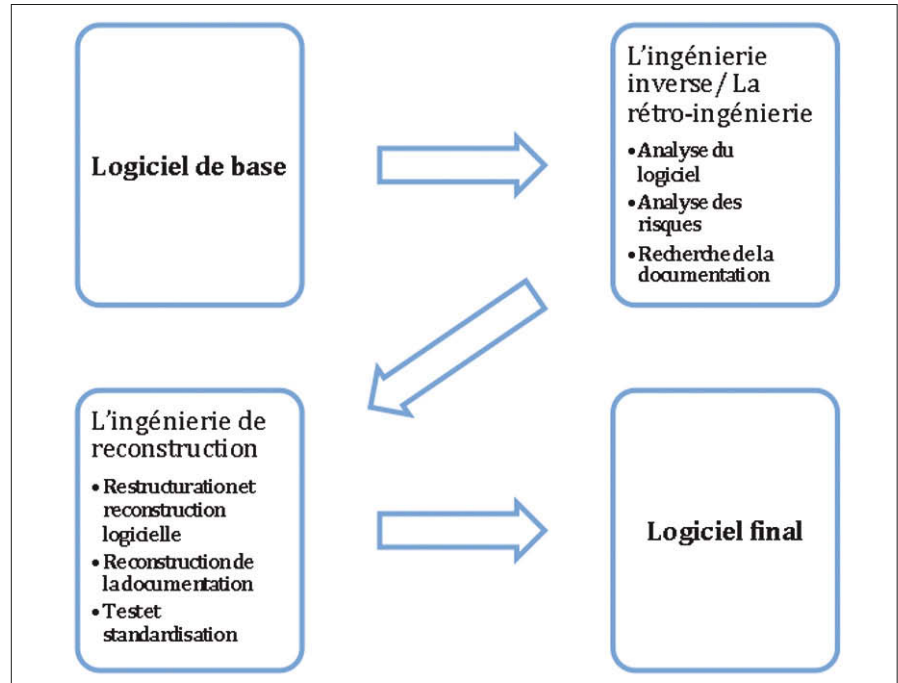 Logiciel de base
L'ingénierie
inverse / La
rétro-ingénierie
• Analyse du
logiciel
• Analyse des
risques
• Recherche de la
documentation
L'ingénierie de
reconstruction
• Restructuration et
reconstruction
logicielle
• Reconstruction de
la documentation
• Test et
standardisation
Logiciel final